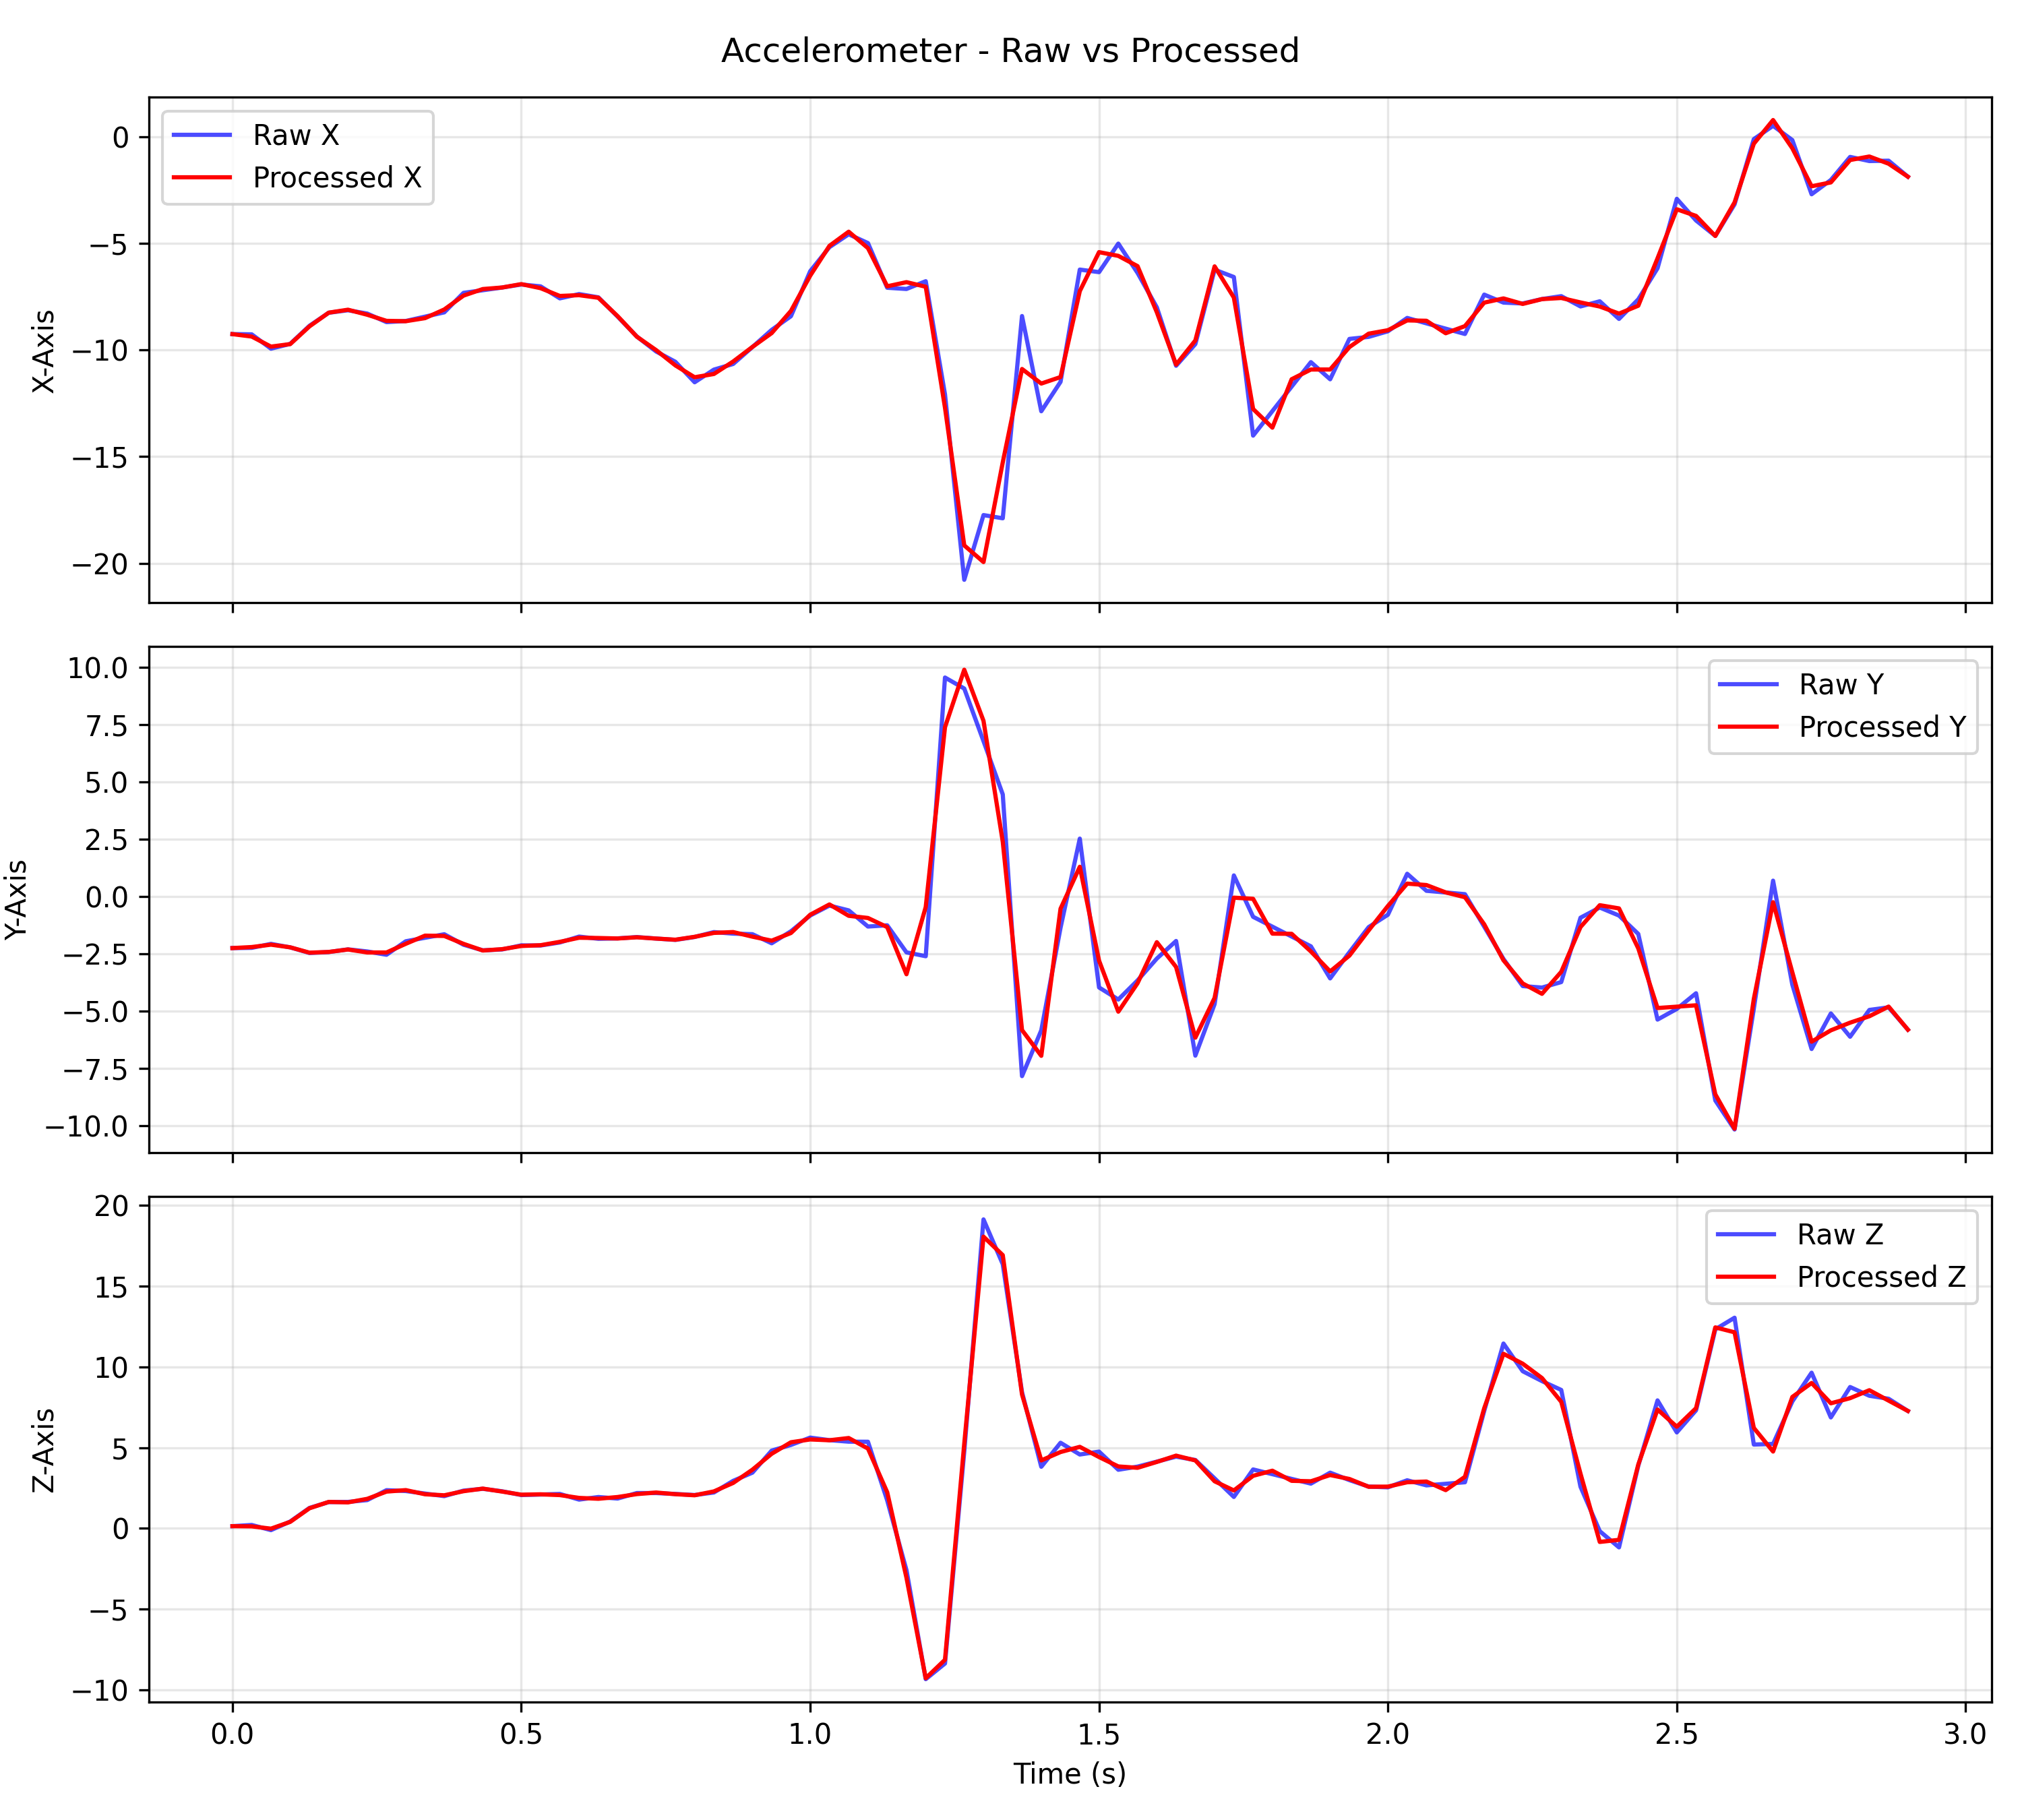 Accelerometer - Raw vs Processed
Raw X
Processed X
0
−5
−10
−15
−20
X-Axis
Raw Y
Processed Y
10.0
7.5
5.0
2.5
0.0
−2.5
−5.0
−7.5
−10.0
Y-Axis
Raw Z
Processed Z
20
15
10
5
0
−5
−10
Z-Axis
0.0 0.5 1.0 1.5 2.0 2.5 3.0
Time (s)